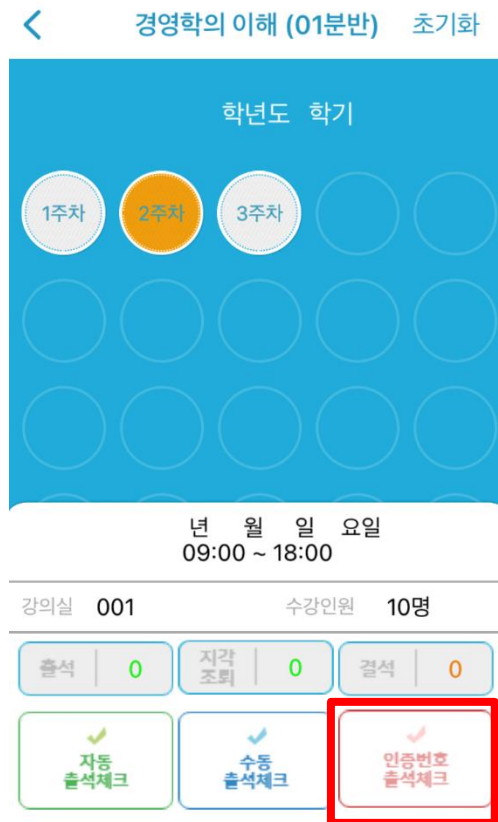 경영학의 이해 (01분반) 초기화
학년도 학기
1주차 2주차 3주차
년 월 일 요일
09:00 ~ 18:00
강의실 001 수강인원 10명
출석 0 지각 0 결석 0
조퇴
자동 수동 인증번호
출석체크 출석체크 출석체크